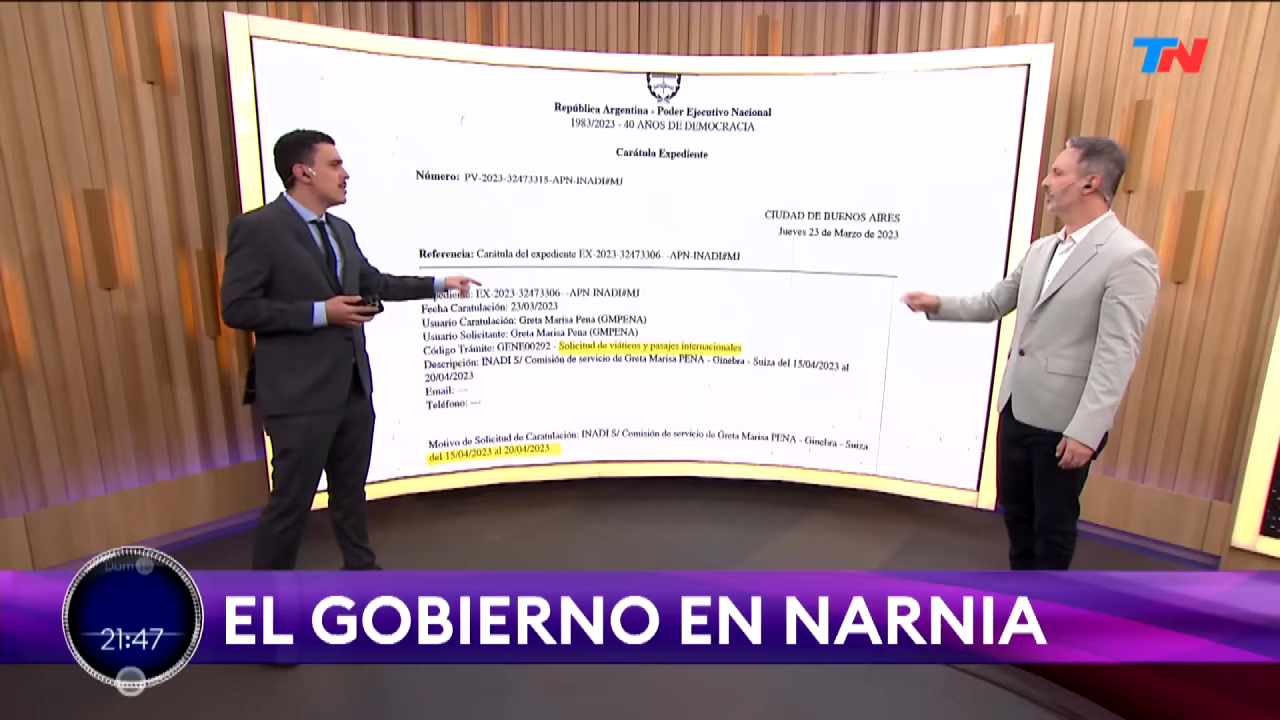 TN
República Argentina - Poder Ejecutivo Nacional
1983/2023 - 40 AÑOS DE DEMOCRACIA
Carátula Expediente
Número: PV-2023-32473315-APN-INADI#MJ
CIUDAD DE BUENOS AIRES
Jueves 23 de Marzo de 2023
Referencia: Carátula del expediente EX-2023-32473306- -APN-INADI#MJ
EX-2023-32473306- -APN-INADI#MJ
Fecha Caratulación: 23/03/2023
Usuario Caratulación: Greta Marisa Pena (GMPENA)
Usuario Solicitante: Greta Marisa Pena (GMPENA)
Código Trámite: GENE00292 - Solicitud de viáticos y pasajes internacionales
Descripción: INADI S/ Comisión de servicio de Greta Marisa PENA - Ginebra - Suiza del 15/04/2023 al
20/04/2023
Email: ---
Teléfono: ---
Motivo de Solicitud de Caratulación: INADI S/ Comisión de servicio de Greta Marisa PENA - Ginebra - Suiza
del 15/04/2023 al 20/04/2023
21:47
EL GOBIERNO EN NARNIA